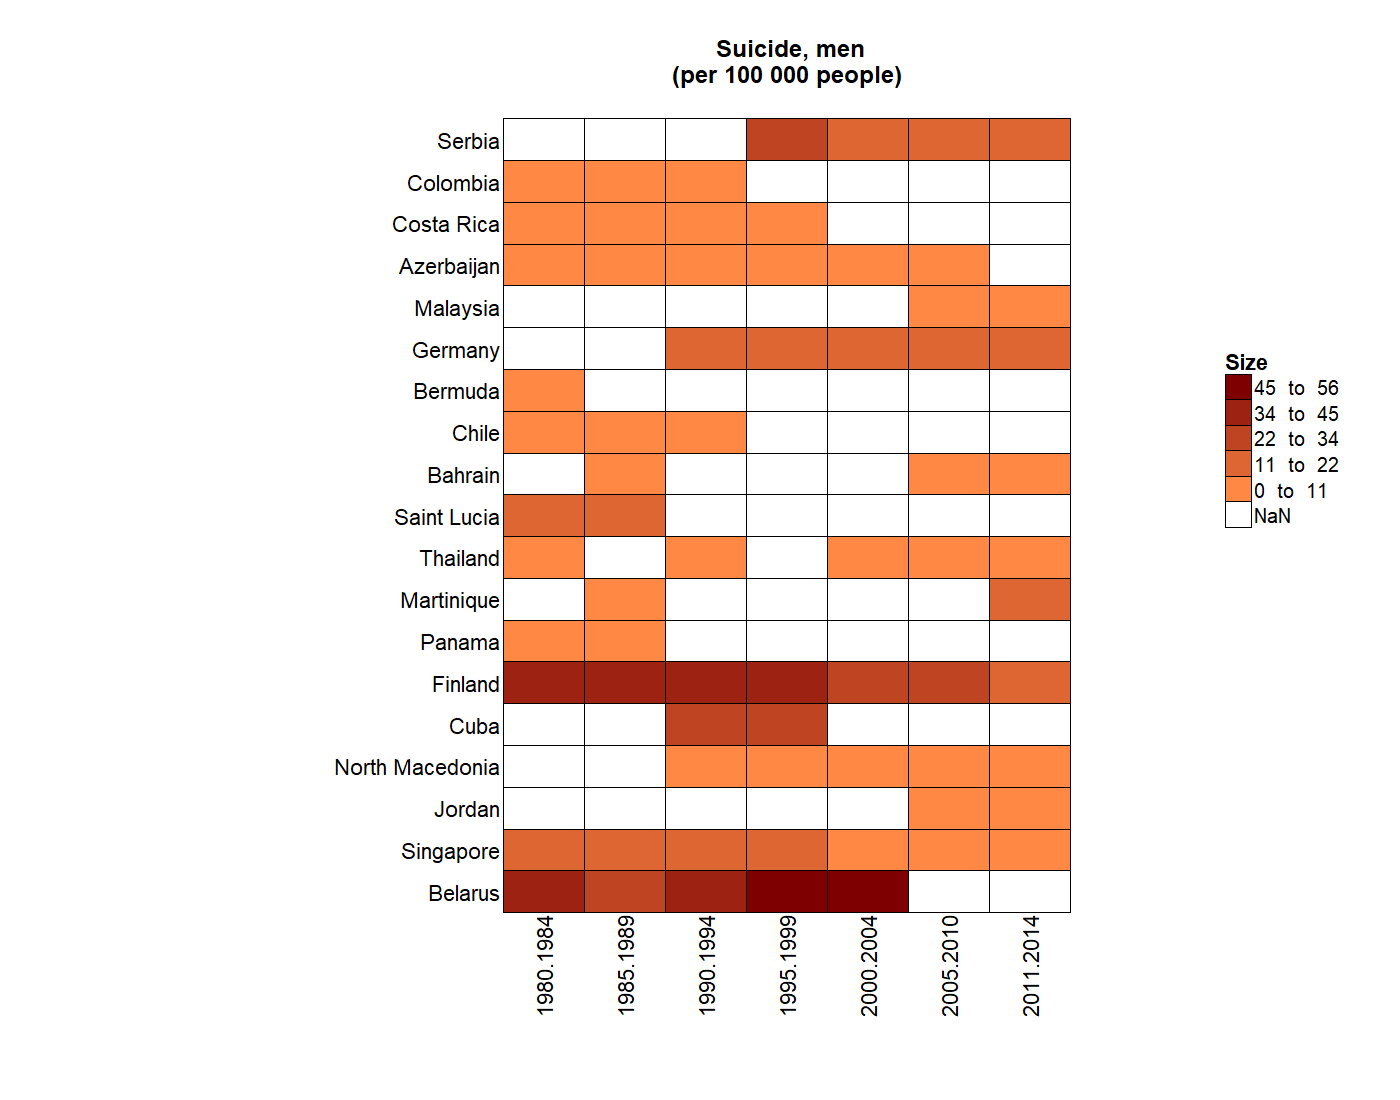 Suicide, men
(per 100 000 people)
Serbia
Colombia
Costa Rica
Azerbaijan
Malaysia
Germany
Bermuda
Chile
Bahrain
Saint Lucia
Thailand
Martinique
Panama
Finland
Cuba
North Macedonia
Jordan
Singapore
Belarus
1980.1984
1985.1989
1990.1994
1995.1999
2000.2004
2005.2010
2011.2014
Size
45 to 56
34 to 45
22 to 34
11 to 22
0 to 11
NaN